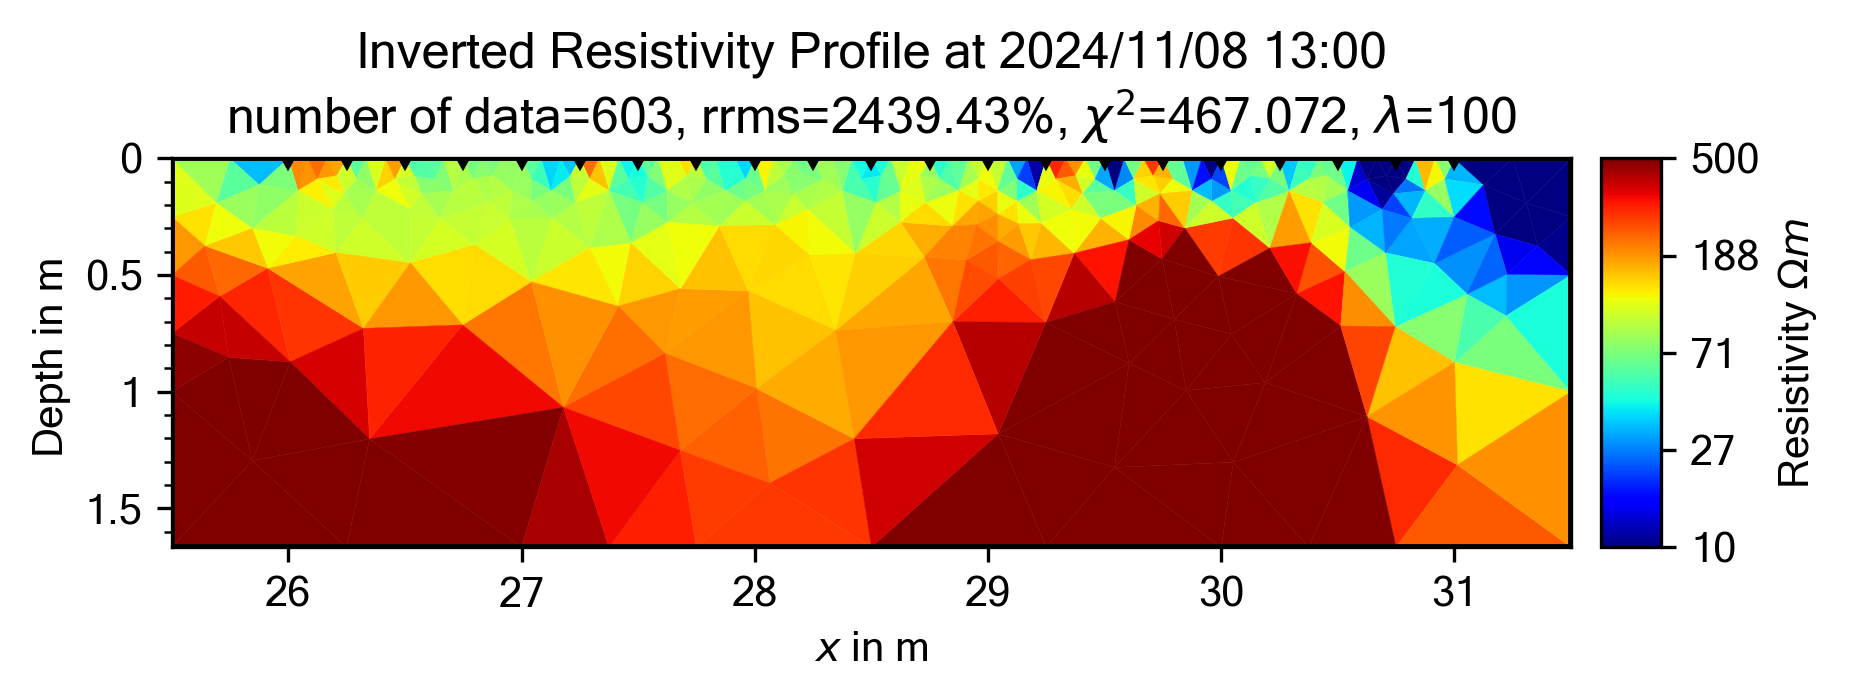 Inverted Resistivity Profile at 2024/11/08 13:00
number of data=603, rrms=2439.43%, χ²=467.072, λ=100
0
0.5
1
1.5
Depth in m
26 27 28 29 30 31
x in m
500
188
71
27
10
Resistivity Ωm